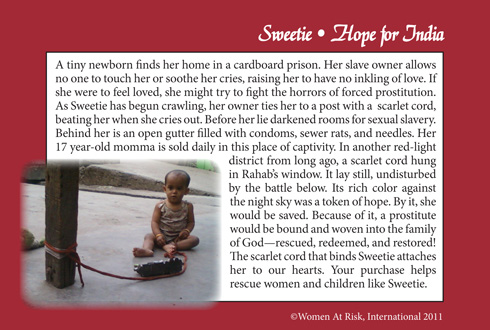 Sweetie • Hope for India
A tiny newborn finds her home in a cardboard prison. Her slave owner allows
no one to touch her or soothe her cries, raising her to have no inkling of love. If
she were to feel loved, she might try to fight the horrors of forced prostitution.
As Sweetie has begun crawling, her owner ties her to a post with a scarlet cord,
beating her when she cries out. Before her lie darkened rooms for sexual slavery.
Behind her is an open gutter filled with condoms, sewer rats, and needles. Her
17 year-old momma is sold daily in this place of captivity. In another red-light
district from long ago, a scarlet cord hung
in Rahab's window. It lay still, undisturbed
by the battle below. Its rich color against
the night sky was a token of hope. By it, she
would be saved. Because of it, a prostitute
would be bound and woven into the family
of God—rescued, redeemed, and restored!
The scarlet cord that binds Sweetie attaches
her to our hearts. Your purchase helps
rescue women and children like Sweetie.
©Women At Risk, International 2011